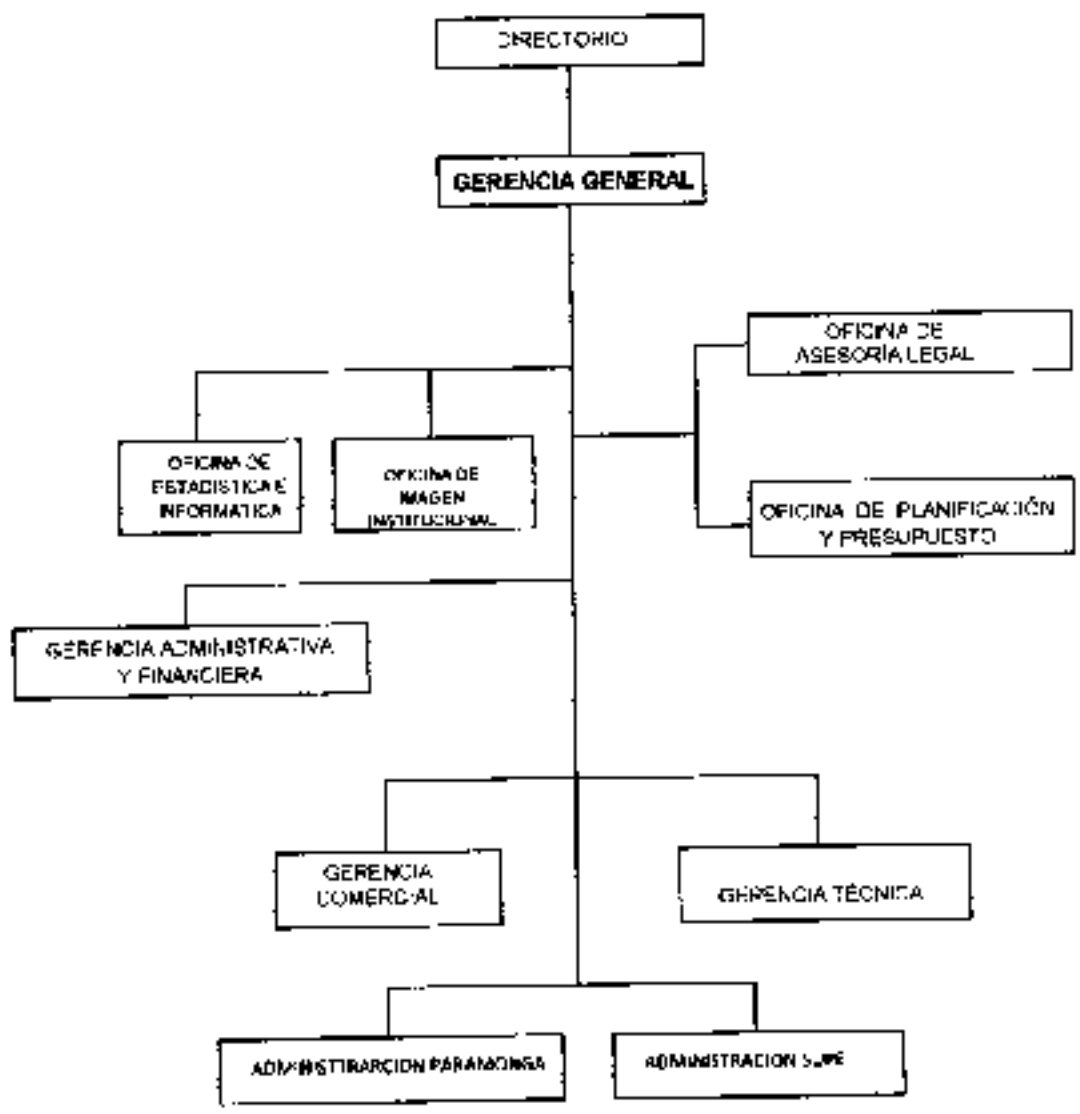 DIRECTORIO
GERENCIA GENERAL
OFICINA DE
ASESORÍA LEGAL
OFICINA DE
ESTADISTICA E
INFORMATICA
OFICINA DE
IMAGEN
INSTITUCIONAL
OFICINA DE PLANIFICACIÓN
Y PRESUPUESTO
GERENCIA ADMINISTRATIVA
Y FINANCIERA
GERENCIA
COMERCIAL
GERENCIA TÉCNICA
ADMINISTIRARCION PARAMONGA
ADMINISTRACION SUPE